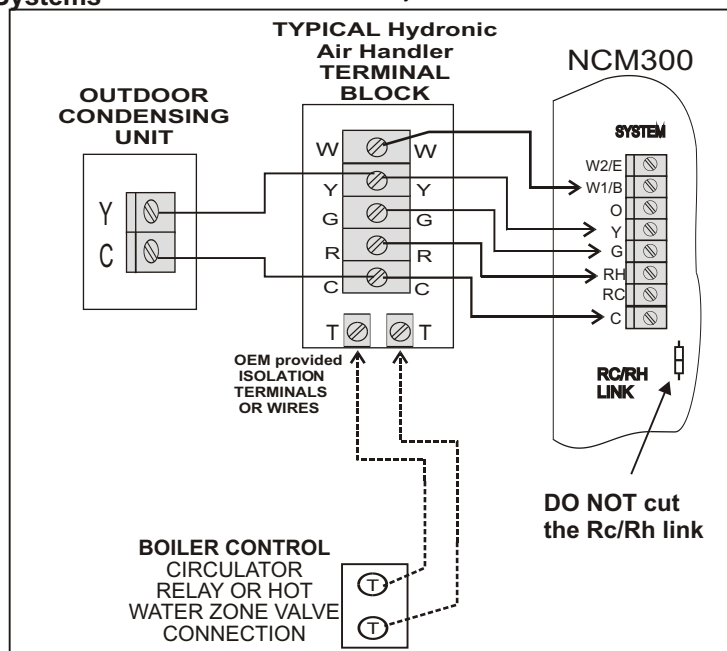 Systems
TYPICAL Hydronic
Air Handler
TERMINAL
BLOCK
NCM300
OUTDOOR
CONDENSING
UNIT
SYSTEM
W W
Y Y
G G
R R
C C
Y
C
W2/E
W1/B
O
Y
G
RH
RC
C
T T
OEM provided
ISOLATION
TERMINALS
OR WIRES
RC/RH
LINK
DO NOT cut
the Rc/Rh link
BOILER CONTROL
CIRCULATOR
RELAY OR HOT
WATER ZONE VALVE
CONNECTION
T
T